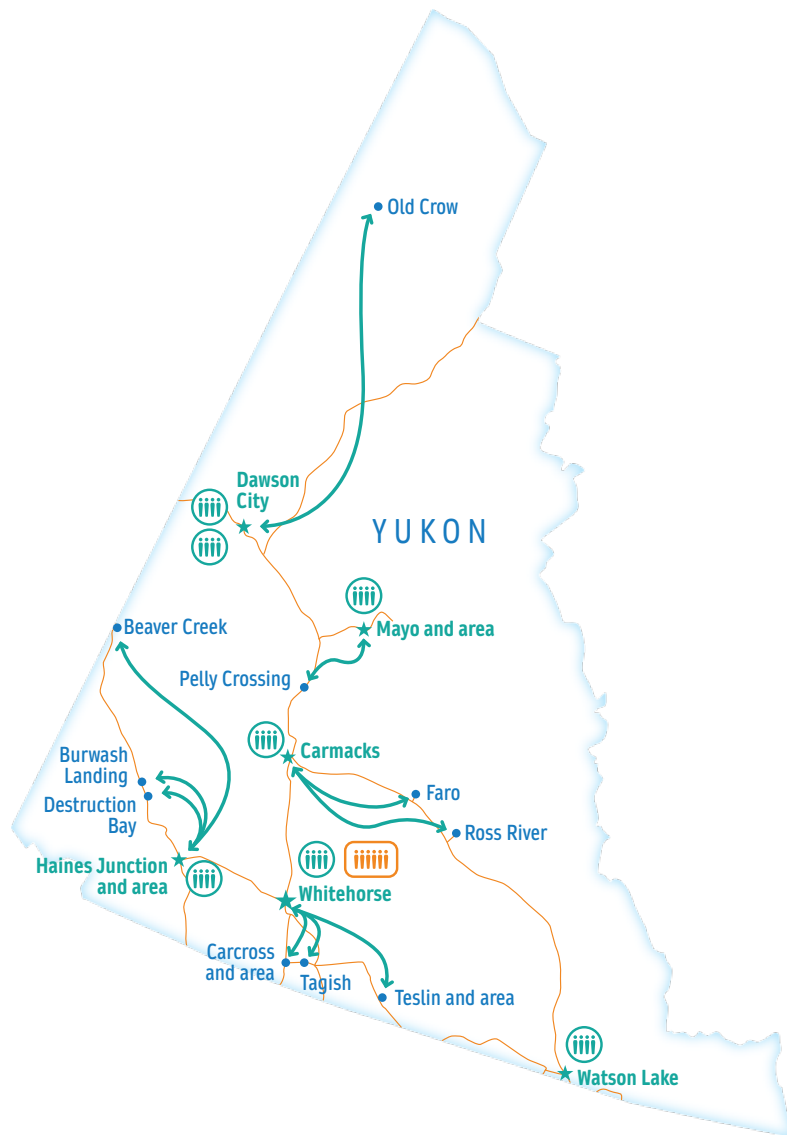 Old Crow
Dawson
City
YUKON
Beaver Creek
Mayo and area
Pelly Crossing
Carmacks
Burwash
Landing
Destruction
Bay
Faro
Ross River
Haines Junction
and area
Whitehorse
Carcross
and area
Tagish
Teslin and area
Watson Lake